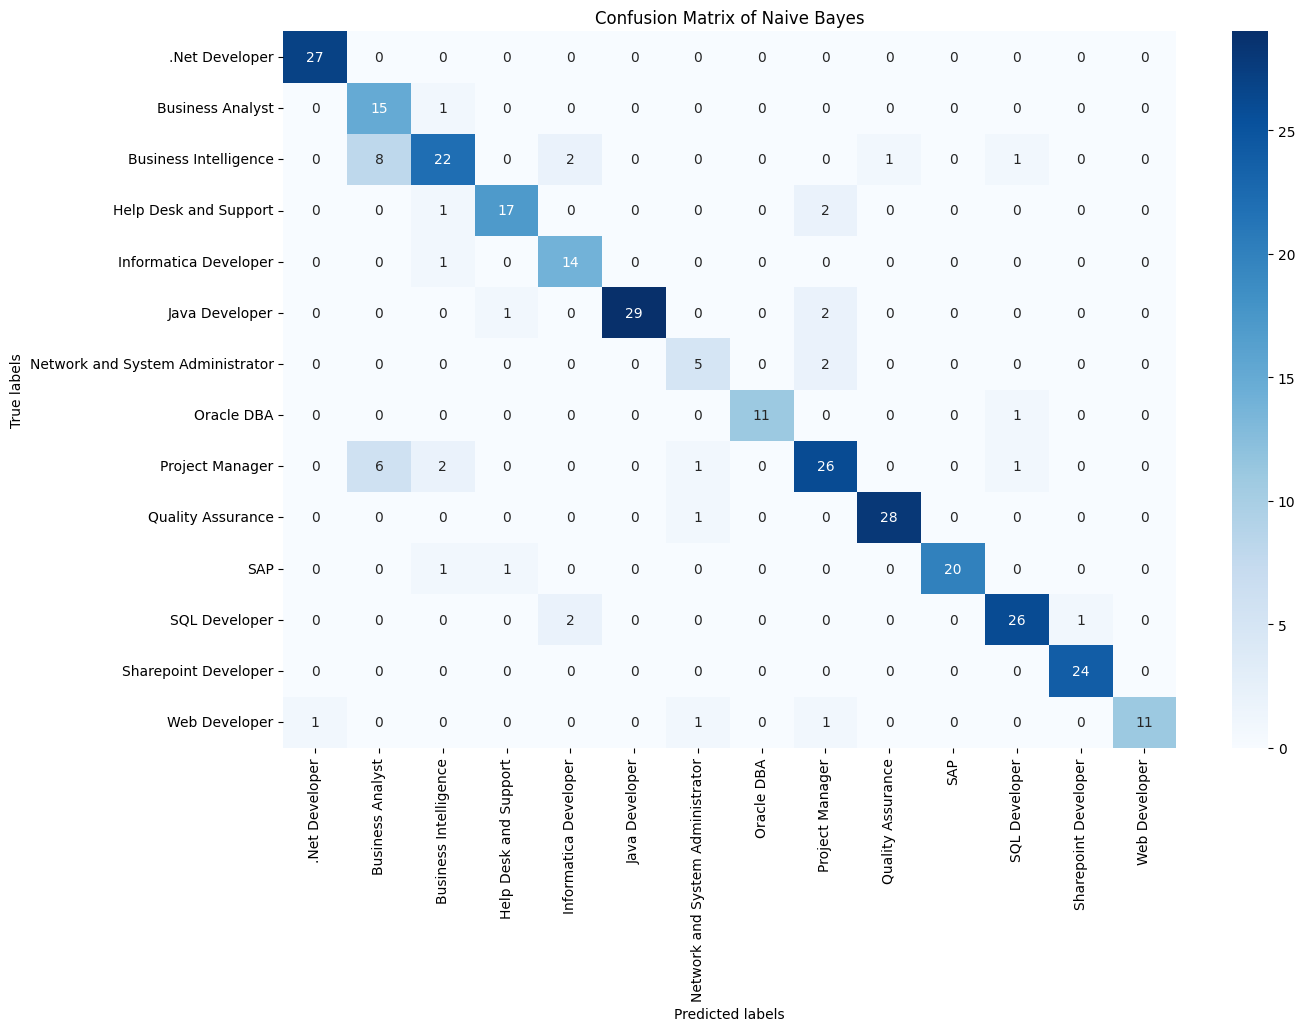 Confusion Matrix of Naive Bayes
.Net Developer 27 0 0 0 0 0 0 0 0 0 0 0 0 0
Business Analyst 0 15 1 0 0 0 0 0 0 0 0 0 0 0
Business Intelligence 0 8 22 0 2 0 0 0 0 1 0 1 0 0
Help Desk and Support 0 0 1 17 0 0 0 0 2 0 0 0 0 0
Informatica Developer 0 0 1 0 14 0 0 0 0 0 0 0 0 0
Java Developer 0 0 0 1 0 29 0 0 2 0 0 0 0 0
Network and System Administrator 0 0 0 0 0 0 5 0 2 0 0 0 0 0
Oracle DBA 0 0 0 0 0 0 0 11 0 0 0 1 0 0
Project Manager 0 6 2 0 0 0 1 0 26 0 0 1 0 0
Quality Assurance 0 0 0 0 0 0 1 0 0 28 0 0 0 0
SAP 0 0 1 1 0 0 0 0 0 0 20 0 0 0
SQL Developer 0 0 0 0 2 0 0 0 0 0 0 26 1 0
Sharepoint Developer 0 0 0 0 0 0 0 0 0 0 0 0 24 0
Web Developer 1 0 0 0 0 0 1 0 1 0 0 0 0 11
True labels
.Net Developer
Business Analyst
Business Intelligence
Help Desk and Support
Informatica Developer
Java Developer
Network and System Administrator
Oracle DBA
Project Manager
Quality Assurance
SAP
SQL Developer
Sharepoint Developer
Web Developer
Predicted labels
25
20
15
10
5
0